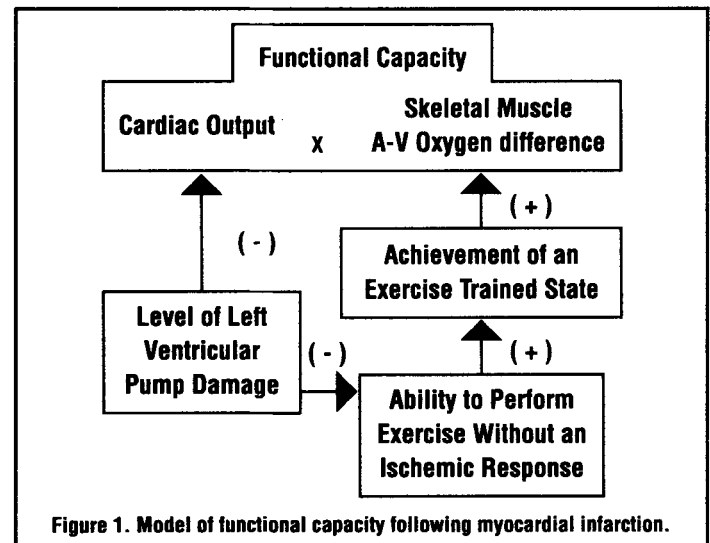 Functional Capacity
Cardiac Output
x
Skeletal Muscle
A-V Oxygen difference
(-)
(+)
Achievement of an
Exercise Trained State
Level of Left
Ventricular
Pump Damage
(-)
(+)
Ability to Perform
Exercise Without an
Ischemic Response
Figure 1. Model of functional capacity following myocardial infarction.